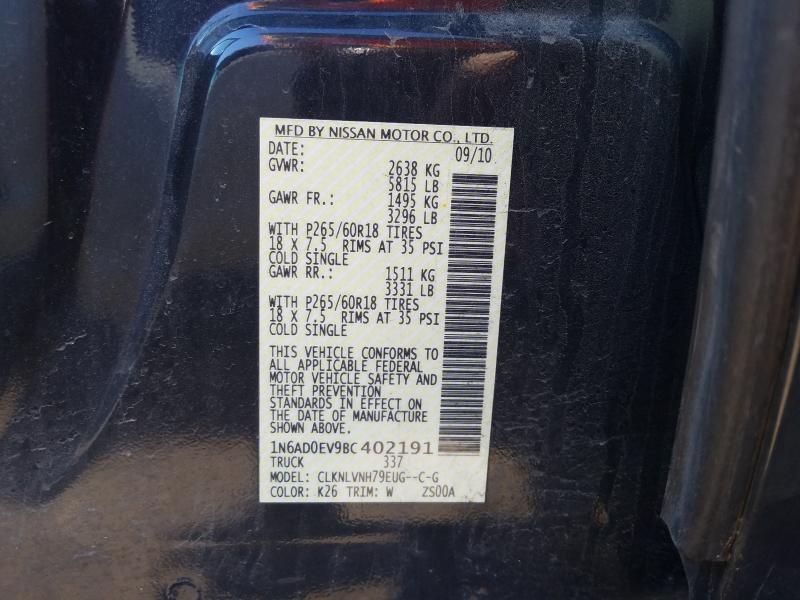 MFD BY NISSAN MOTOR CO., LTD.
DATE: 09/10
GVWR: 2638 KG
5815 LB
GAWR FR.: 1495 KG
3296 LB
WITH P265/60R18 TIRES
18 X 7.5 RIMS AT 35 PSI
COLD SINGLE
GAWR RR.: 1511 KG
3331 LB
WITH P265/60R18 TIRES
18 X 7.5 RIMS AT 35 PSI
COLD SINGLE
THIS VEHICLE CONFORMS TO
ALL APPLICABLE FEDERAL
MOTOR VEHICLE SAFETY AND
THEFT PREVENTION
STANDARDS IN EFFECT ON
THE DATE OF MANUFACTURE
SHOWN ABOVE.
1N6AD0EV9BC402191
TRUCK 337
MODEL: CLKNLVNH79EUG--C-G
COLOR: K26 TRIM: W ZS00A